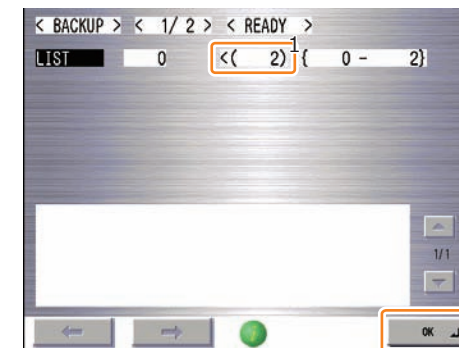 < BACKUP > < 1/ 2 > < READY >
LIST 0 <( 2) { 0 - 2}
1
1/1
OK